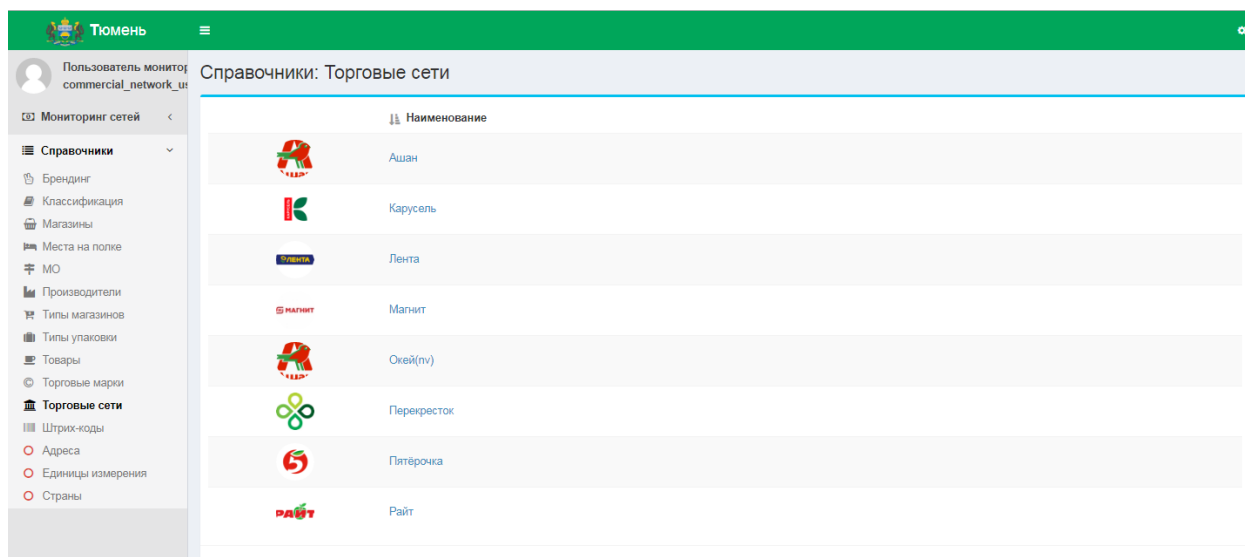 Тюмень
Пользователь монитор
commercial_network_us
Мониторинг сетей
Справочники
Брендинг
Классификация
Магазины
Места на полке
МО
Производители
Типы магазинов
Типы упаковки
Товары
Торговые марки
Торговые сети
Штрих-коды
Адреса
Единицы измерения
Страны
Справочники: Торговые сети
Наименование
Ашан
Карусель
ЛЕНТА
Лента
МАГНИТ
Магнит
Окей(nv)
Перекресток
5
Пятёрочка
РАЙТ
Райт